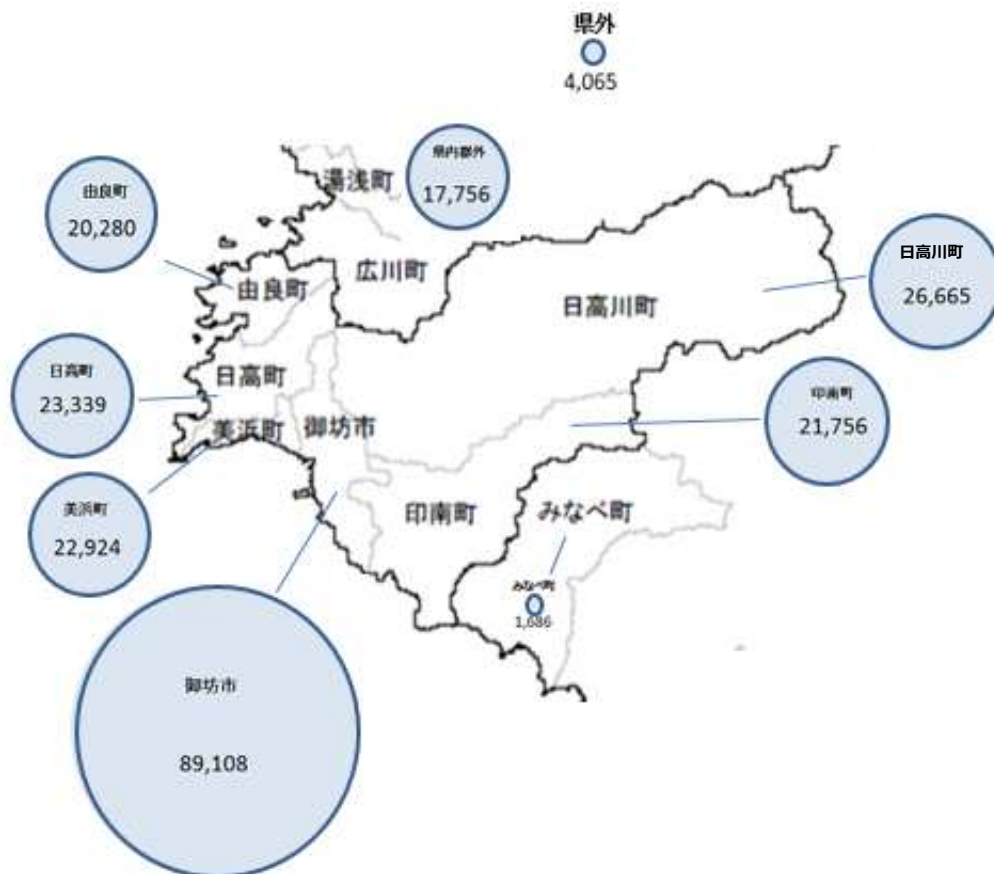 県外
4,065
県内郡外
17,756
湯浅町
由良町
20,280
広川町
由良町
日高川町
日高川町
26,665
日高町
23,339
日高町
印南町
21,756
美浜町
御坊市
美浜町
22,924
印南町
みなべ町
みなべ町
1,686
御坊市
89,108